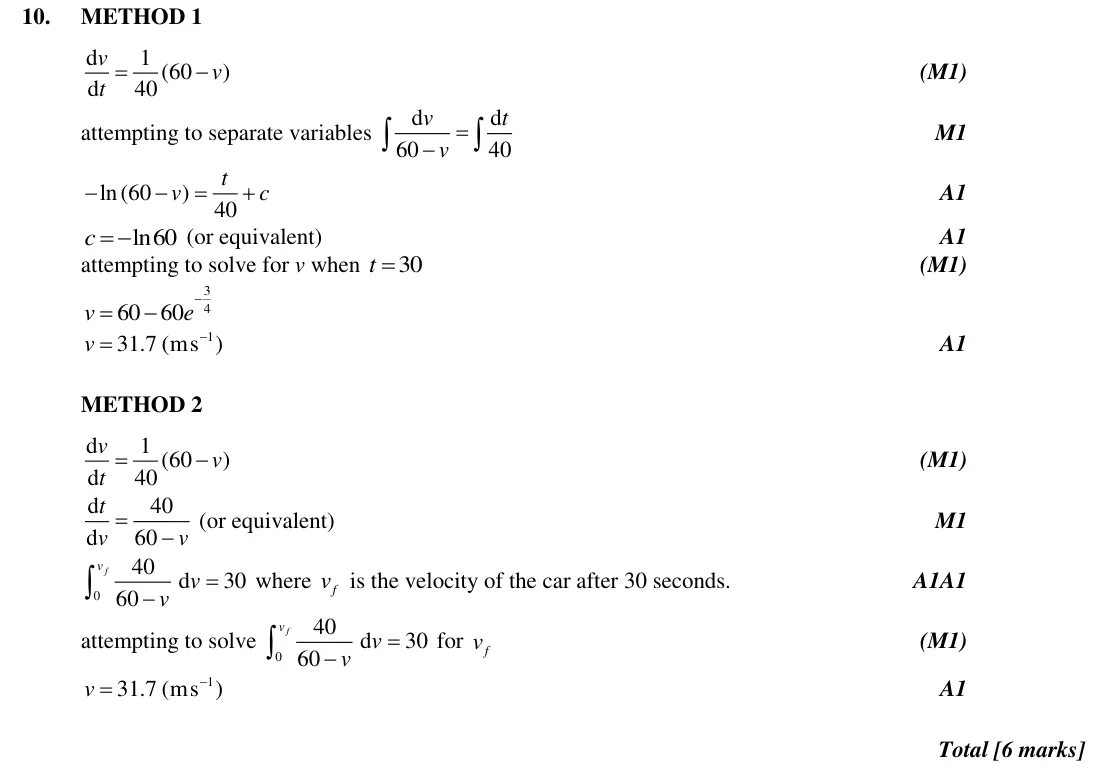 10. METHOD 1
dv/dt = 1/40 (60 − v) (M1)
attempting to separate variables ∫ dv/(60 − v) = ∫ dt/40 M1
−ln (60 − v) = t/40 + c A1
c = −ln 60 (or equivalent) A1
attempting to solve for v when t = 30 (M1)
v = 60 − 60e^(−3/4)
v = 31.7 (m s⁻¹) A1
METHOD 2
dv/dt = 1/40 (60 − v) (M1)
dt/dv = 40/(60 − v) (or equivalent) M1
∫₀^(v_f) 40/(60 − v) dv = 30 where v_f is the velocity of the car after 30 seconds. A1A1
attempting to solve ∫₀^(v_f) 40/(60 − v) dv = 30 for v_f (M1)
v = 31.7 (m s⁻¹) A1
Total [6 marks]